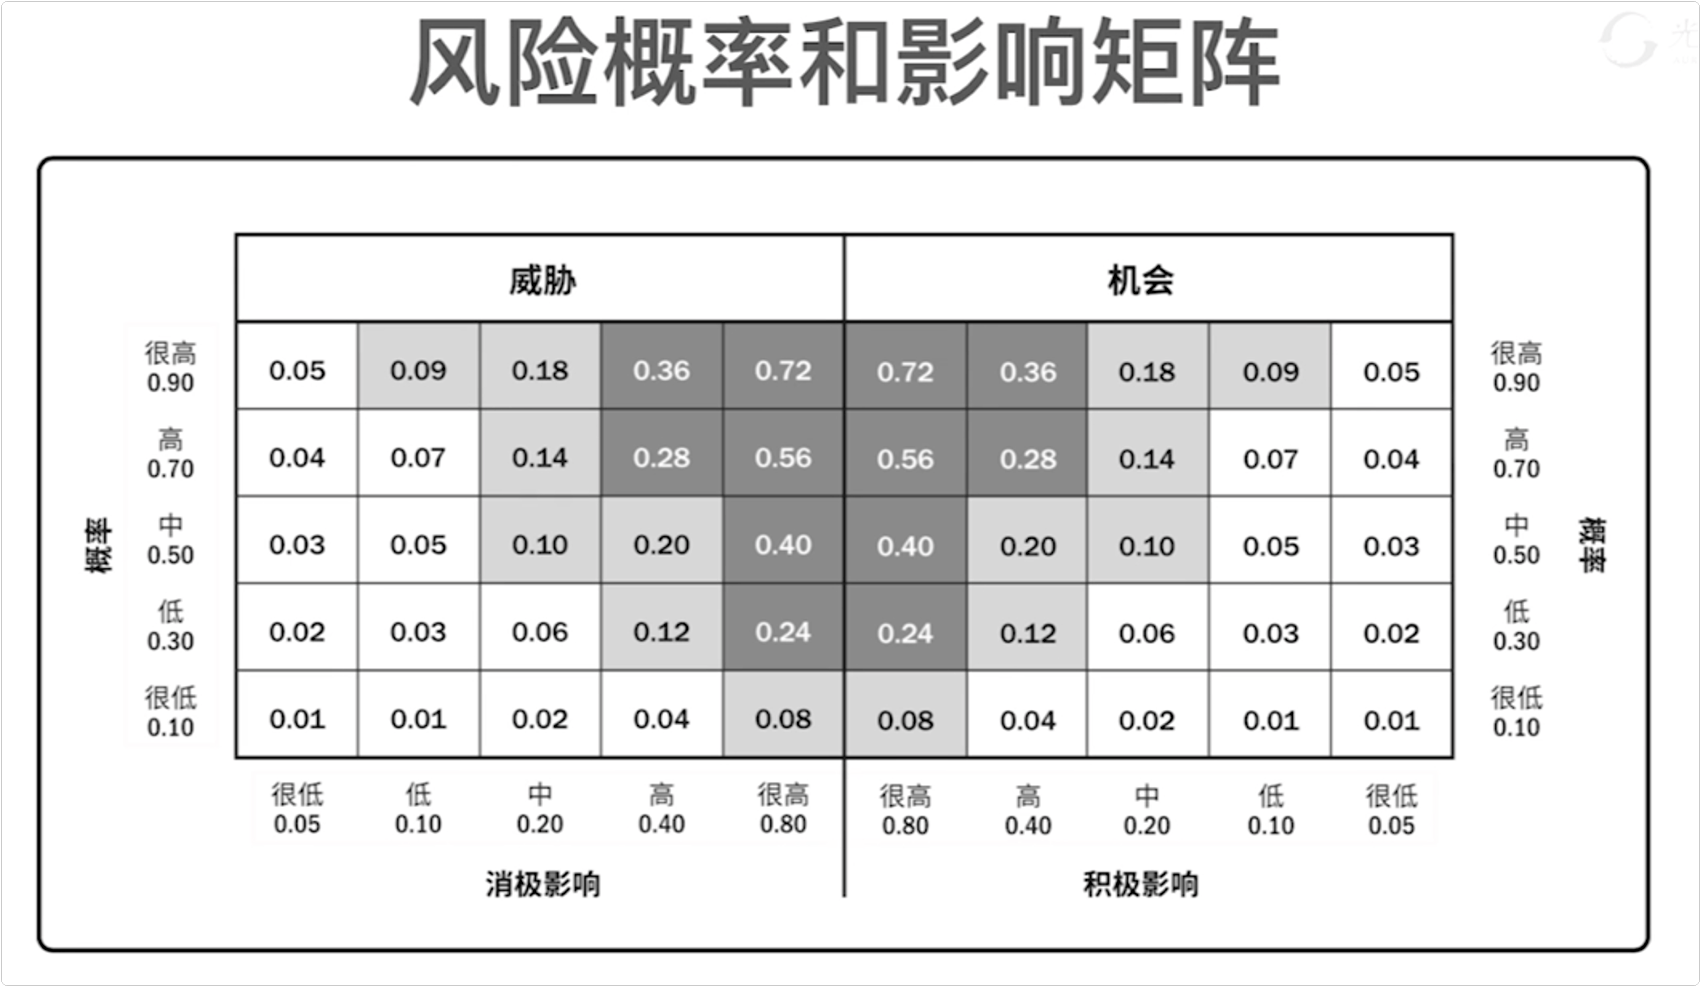 风险概率和影响矩阵
光
威胁 机会
很高 0.90 0.05 0.09 0.18 0.36 0.72 0.72 0.36 0.18 0.09 0.05 很高 0.90
高 0.70 0.04 0.07 0.14 0.28 0.56 0.56 0.28 0.14 0.07 0.04 高 0.70
中 0.50 0.03 0.05 0.10 0.20 0.40 0.40 0.20 0.10 0.05 0.03 中 0.50
概率 概率
低 0.30 0.02 0.03 0.06 0.12 0.24 0.24 0.12 0.06 0.03 0.02 低 0.30
很低 0.10 0.01 0.01 0.02 0.04 0.08 0.08 0.04 0.02 0.01 0.01 很低 0.10
很低 低 中 高 很高 很高 高 中 低 很低
0.05 0.10 0.20 0.40 0.80 0.80 0.40 0.20 0.10 0.05
消极影响 积极影响